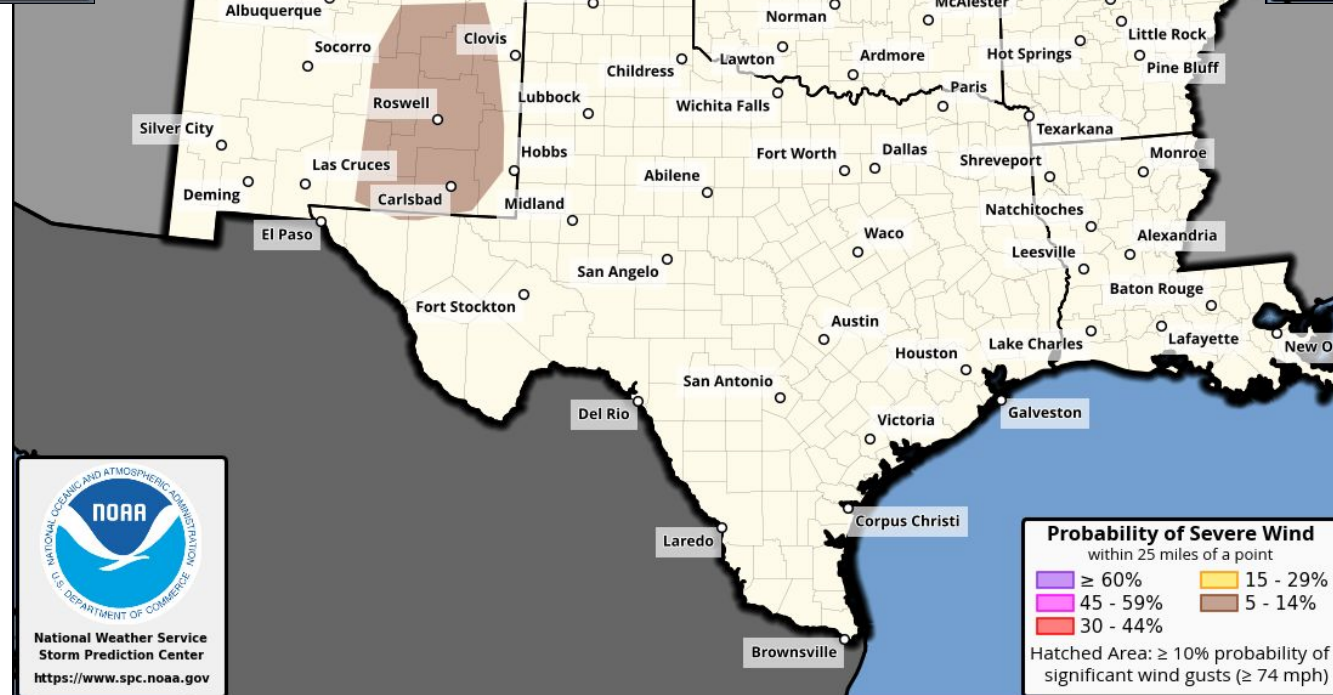 Albuquerque
McAlester
Norman
Little Rock
Socorro
Clovis
Lawton
Ardmore
Hot Springs
Pine Bluff
Childress
Paris
Roswell
Lubbock
Wichita Falls
Texarkana
Silver City
Las Cruces
Hobbs
Fort Worth
Dallas
Shreveport
Monroe
Abilene
Deming
Carlsbad
Midland
Natchitoches
El Paso
Waco
Alexandria
Leesville
San Angelo
Baton Rouge
Fort Stockton
Austin
Lake Charles
Lafayette
New O
Houston
San Antonio
Del Rio
Victoria
Galveston
Corpus Christi
Laredo
Brownsville
NATIONAL OCEANIC AND ATMOSPHERIC ADMINISTRATION
NOAA
U.S. DEPARTMENT OF COMMERCE
National Weather Service
Storm Prediction Center
https://www.spc.noaa.gov
Probability of Severe Wind
within 25 miles of a point
≥ 60%
15 - 29%
45 - 59%
5 - 14%
30 - 44%
Hatched Area: ≥ 10% probability of
significant wind gusts (≥ 74 mph)